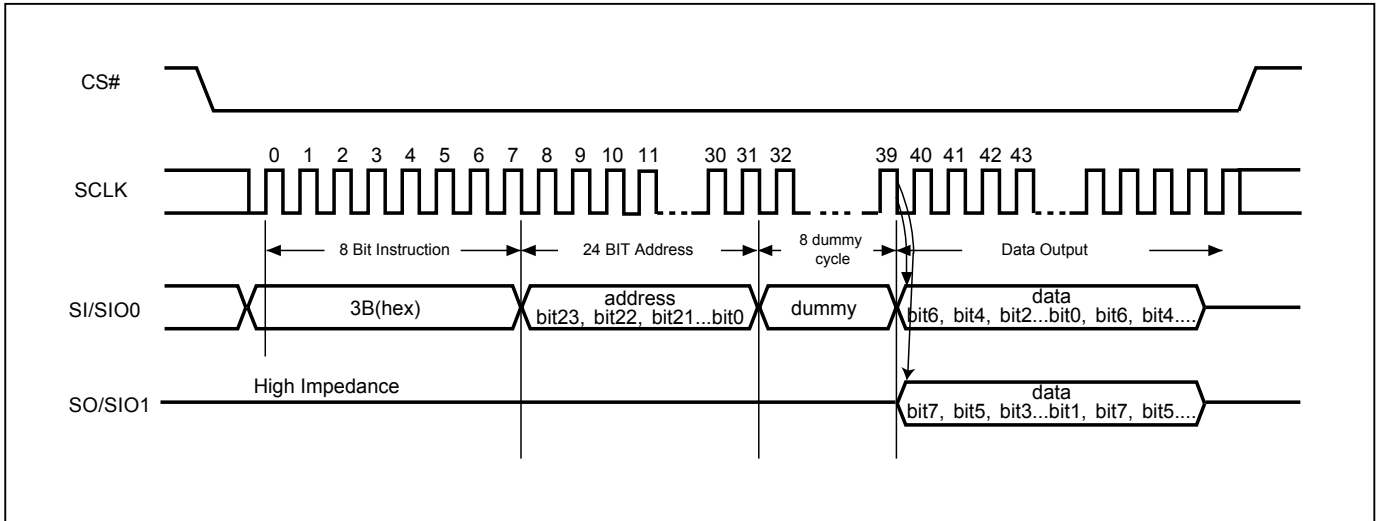 CS#
0 1 2 3 4 5 6 7 8 9 10 11 30 31 32 39 40 41 42 43
SCLK
8 Bit Instruction
24 BIT Address
8 dummy
cycle
Data Output
SI/SIO0
3B(hex)
address
bit23, bit22, bit21...bit0
dummy
data
bit6, bit4, bit2...bit0, bit6, bit4....
High Impedance
SO/SIO1
data
bit7, bit5, bit3...bit1, bit7, bit5....